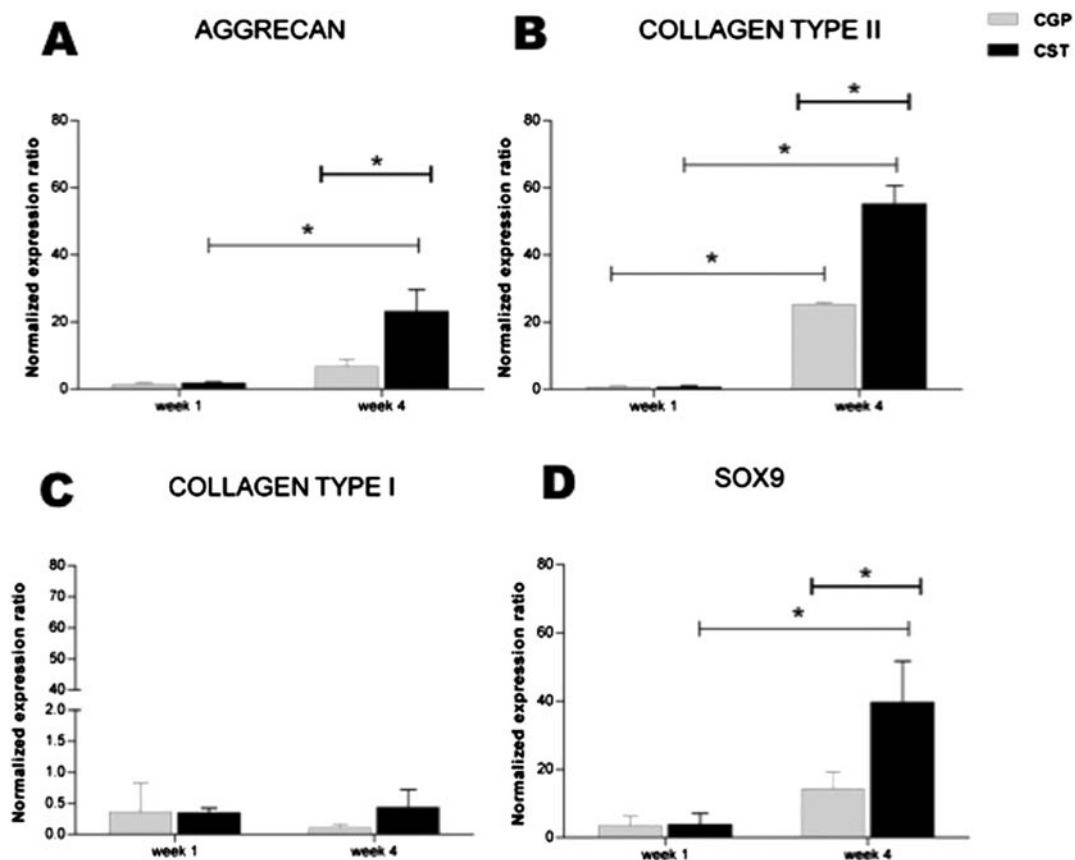 A
AGGRECAN
B
COLLAGEN TYPE II
CGP
CST
Normalized expression ratio
80
60
40
20
0
*
*
week 1
week 4
Normalized expression ratio
80
60
40
20
0
*
*
*
week 1
week 4
C
COLLAGEN TYPE I
D
SOX9
Normalized expression ratio
80
70
60
50
40
2.0
1.5
1.0
0.5
0.0
week 1
week 4
Normalized expression ratio
80
60
40
20
0
*
*
week 1
week 4